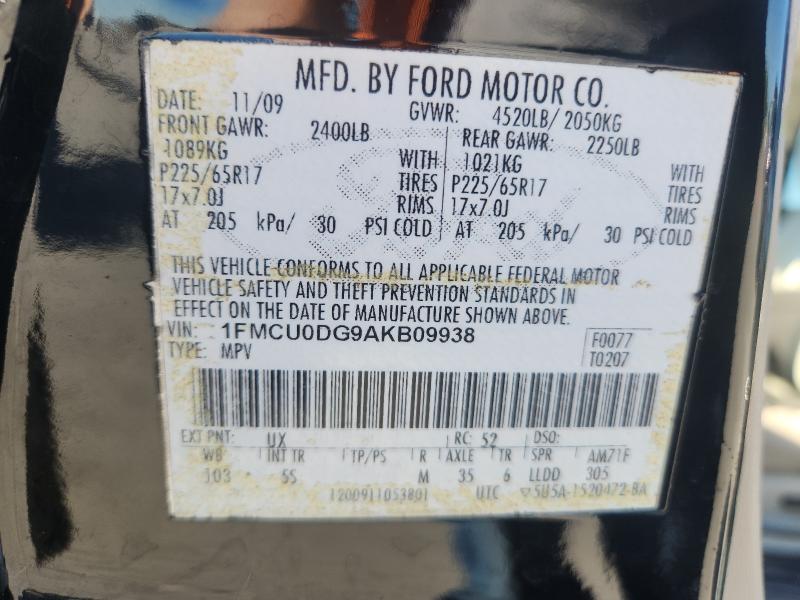 MFD. BY FORD MOTOR CO.
DATE: 11/09 GVWR: 4520LB/ 2050KG
FRONT GAWR: 2400LB REAR GAWR: 2250LB
1089KG WITH 1021KG WITH
P225/65R17 TIRES P225/65R17 TIRES
17x7.0J RIMS 17x7.0J RIMS
AT 205 kPa/ 30 PSI COLD AT 205 kPa/ 30 PSI COLD
THIS VEHICLE CONFORMS TO ALL APPLICABLE FEDERAL MOTOR
VEHICLE SAFETY AND THEFT PREVENTION STANDARDS IN
EFFECT ON THE DATE OF MANUFACTURE SHOWN ABOVE.
VIN: 1FMCU0DG9AKB09938 F0077
TYPE: MPV T0207
EXT PNT: UX RC: 52 DSO:
WB INT TR TP/PS R AXLE TR SPR AM71F
103 5S M 35 6 LLDD 305
1200911053801 UTC ▽5U5A-1520472-BA